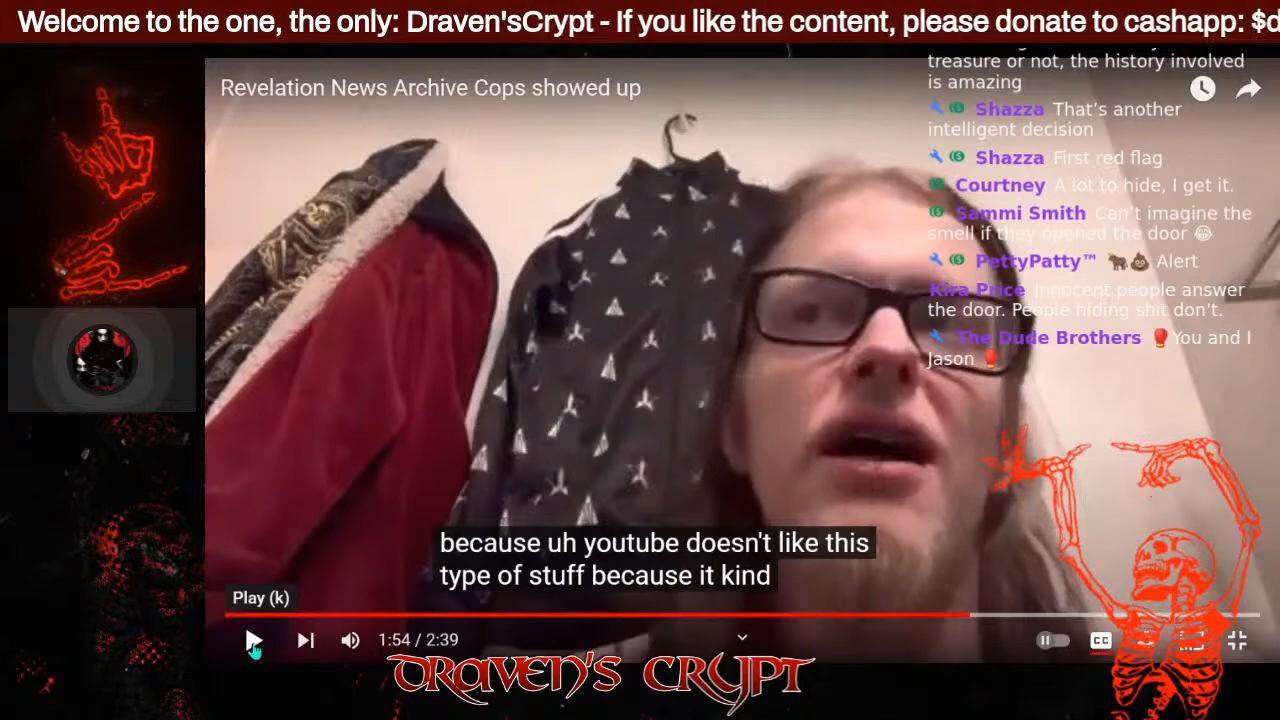 Welcome to the one, the only: Draven'sCrypt - If you like the content, please donate to cashapp: $d
Revelation News Archive Cops showed up
treasure or not, the history involved
is amazing
Shazza That's another
intelligent decision
Shazza First red flag
Courtney A lot to hide, I get it.
Sammi Smith Can't imagine the
smell if they opened the door 😂
PettyPatty™ 🐂💩 Alert
Kira Price Innocent people answer
the door. People hiding shit don't.
The Dude Brothers 🥊You and I
Jason 🥊
because uh youtube doesn't like this
type of stuff because it kind
Play (k)
1:54 / 2:39
CC
DRAVEN'S CRYPT